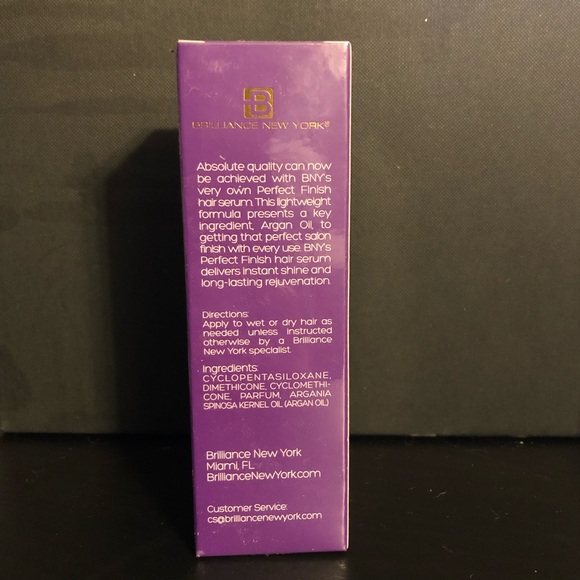 B
BRILLIANCE NEW YORK®
Absolute quality can now
be achieved with BNY's
very own Perfect Finish
hair serum. This lightweight
formula presents a key
ingredient, Argan Oil, to
getting that perfect salon
finish with every use. BNY's
Perfect Finish hair serum
delivers instant shine and
long-lasting rejuvenation.
Directions:
Apply to wet or dry hair as
needed unless instructed
otherwise by a Brilliance
New York specialist.
Ingredients:
CYCLOPENTASILOXANE,
DIMETHICONE, CYCLOMETHI-
CONE, PARFUM, ARGANIA
SPINOSA KERNEL OIL (ARGAN OIL)
Brilliance New York
Miami, FL
BrillianceNewYork.com
Customer Service:
cs@brilliancenewyork.com